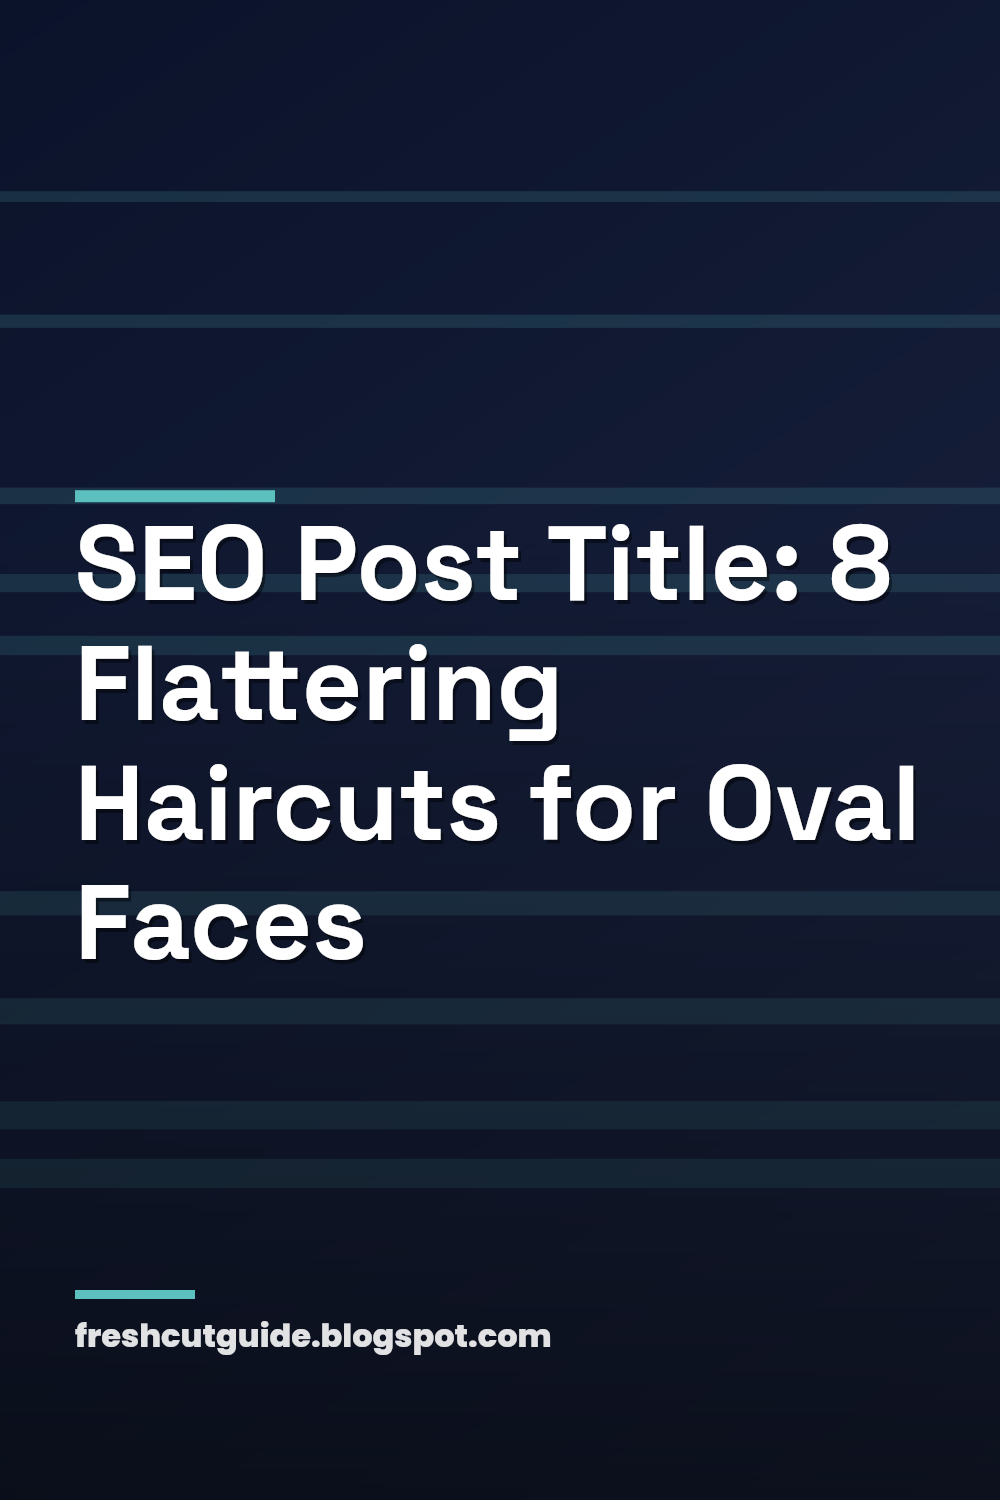 SEO Post Title: 8
Flattering
Haircuts for Oval
Faces
freshcutguide.blogspot.com